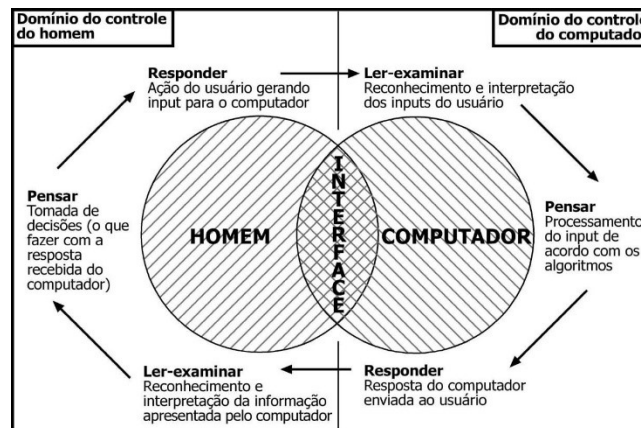 Domínio do controle
do homem
Domínio do controle
do computador
Responder
Ação do usuário gerando
input para o computador
Ler-examinar
Reconhecimento e interpretação
dos inputs do usuário
Pensar
Tomada de
decisões (o que
fazer com a
resposta
recebida do
computador)
HOMEM
INTERFACE
COMPUTADOR
Pensar
Processamento
do input de
acordo com os
algoritmos
Ler-examinar
Reconhecimento e
interpretação da informação
apresentada pelo computador
Responder
Resposta do computador
enviada ao usuário